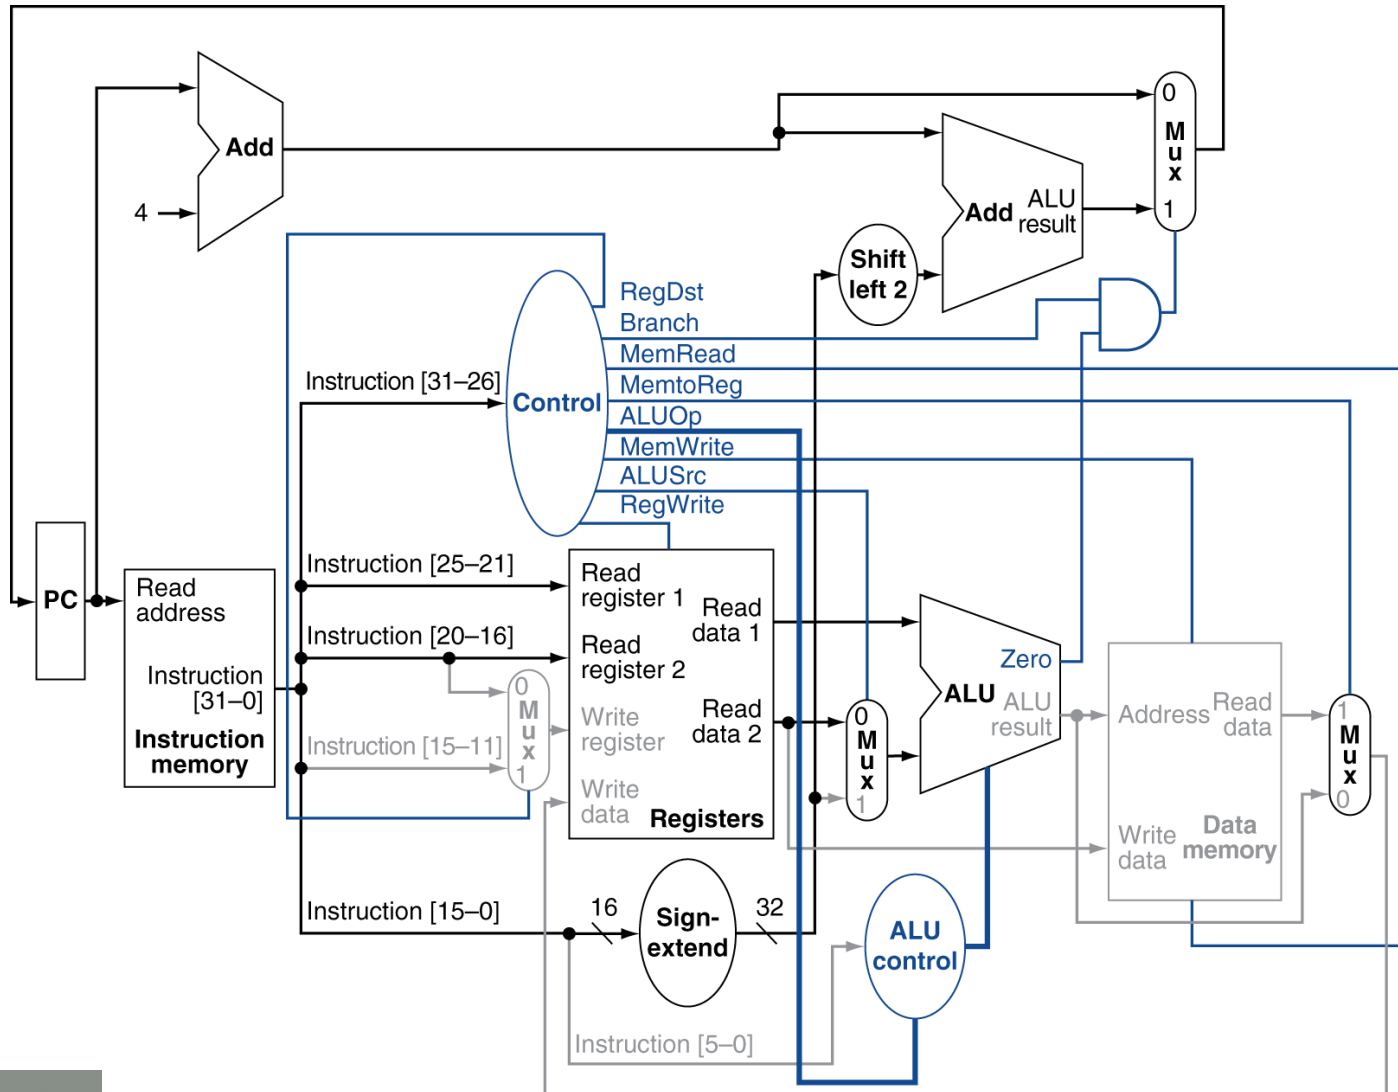 0
M
u
x
1
Add
4
Add
ALU
result
Shift
left 2
RegDst
Branch
MemRead
MemtoReg
ALUOp
MemWrite
ALUSrc
RegWrite
Instruction [31–26]
Control
Instruction [25–21]
Instruction [20–16]
Instruction [15–11]
Instruction [15–0]
Instruction [5–0]
PC
Read
address
Instruction
[31–0]
Instruction
memory
0
M
u
x
1
Read
register 1
Read
register 2
Write
register
Write
data
Read
data 1
Read
data 2
Registers
0
M
u
x
1
Zero
ALU
ALU
result
Address
Read
data
Write
data
Data
memory
1
M
u
x
0
16
Sign-
extend
32
ALU
control